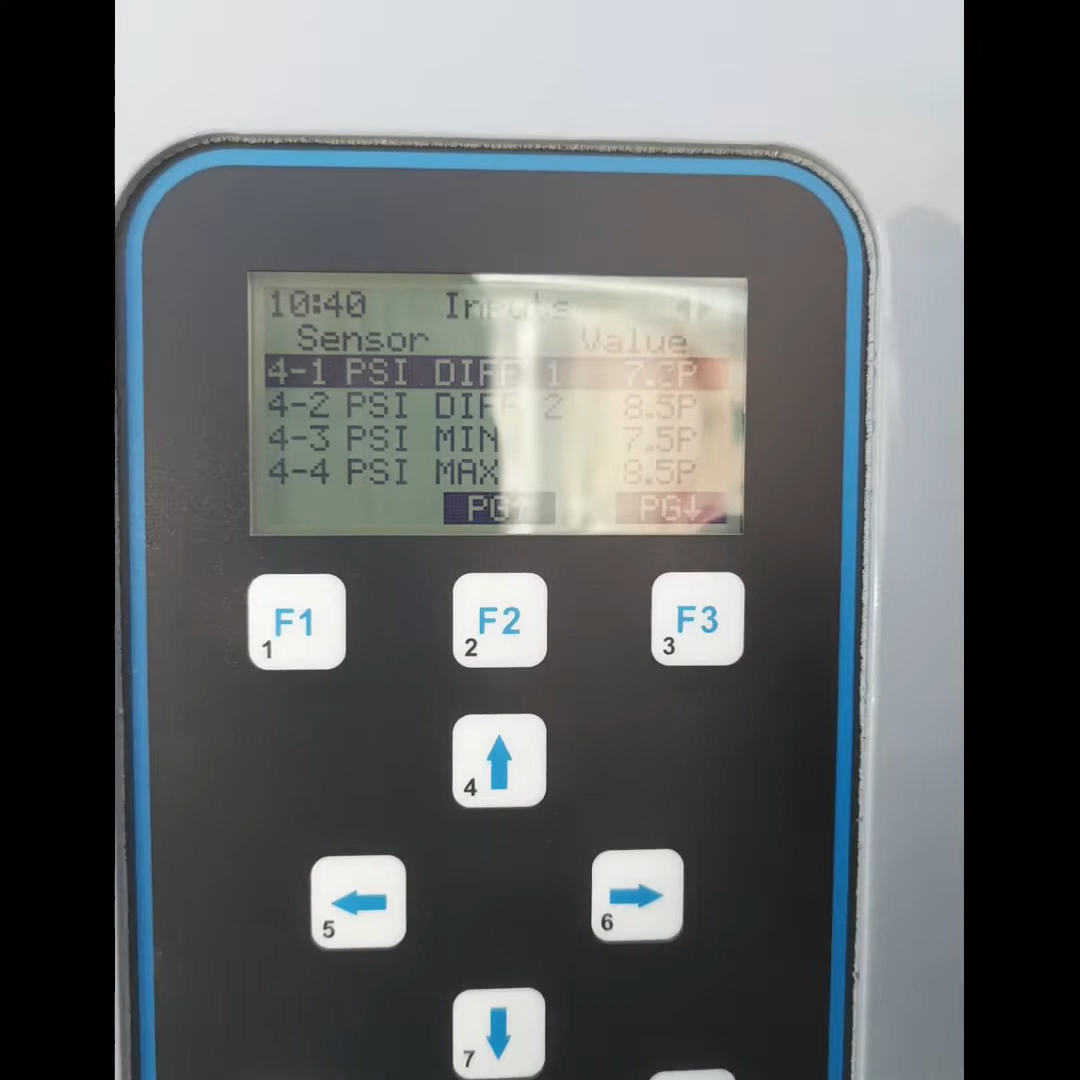 10:40 Inputs
Sensor Value
4-1 PSI DIFF 1
4-2 PSI DIFF 2 8.5P
4-3 PSI MIN 7.5P
4-4 PSI MAX 8.5P
PG↑ PG↓
F1 F2 F3
1 2 3
4
5 6
7